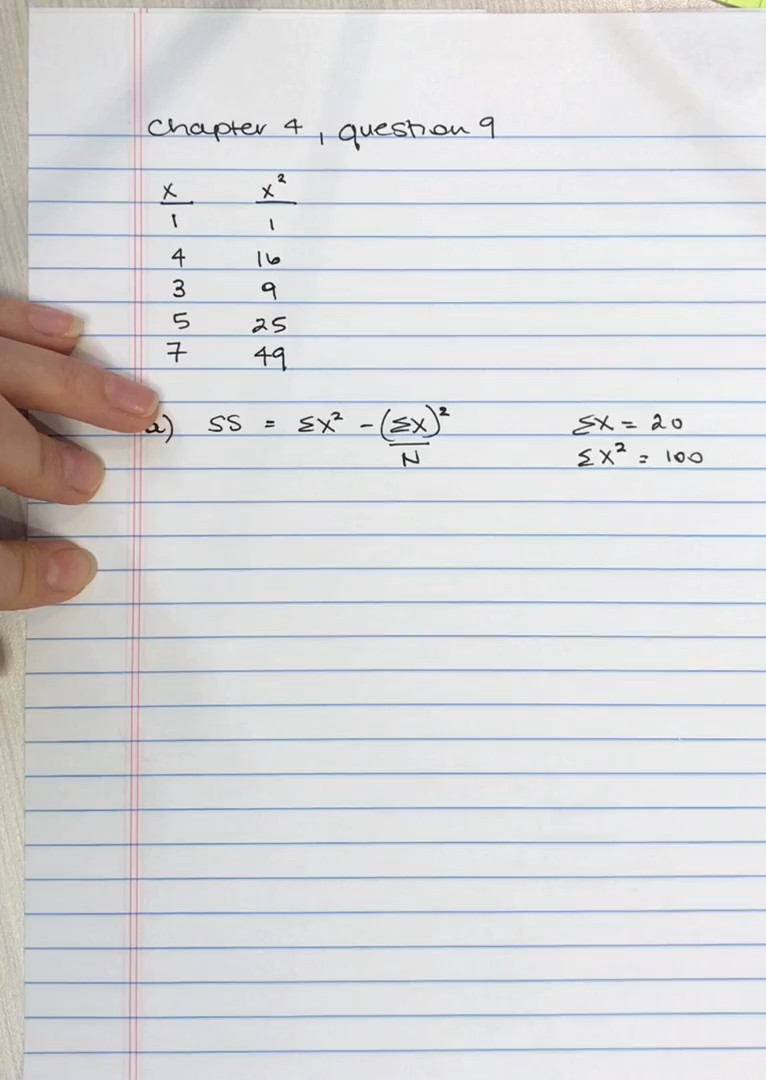 Chapter 4, question 9
X X²
1 1
4 16
3 9
5 25
7 49
a) SS = ΣX² - (ΣX)² ΣX = 20
N ΣX² = 100